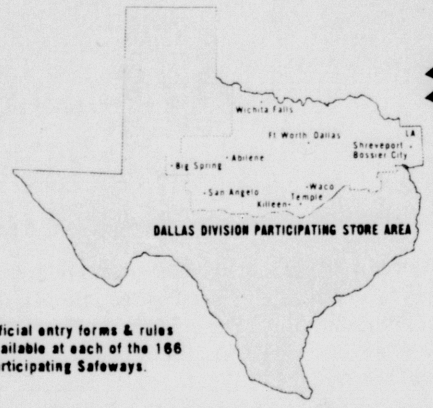 Wichita Falls
Ft Worth Dallas
LA
Shreveport
Bossier City
Abilene
Big Spring
San Angelo
Waco
Temple
Killeen
DALLAS DIVISION PARTICIPATING STORE AREA
ficial entry forms & rules
ailable at each of the 166
rticipating Safeways.